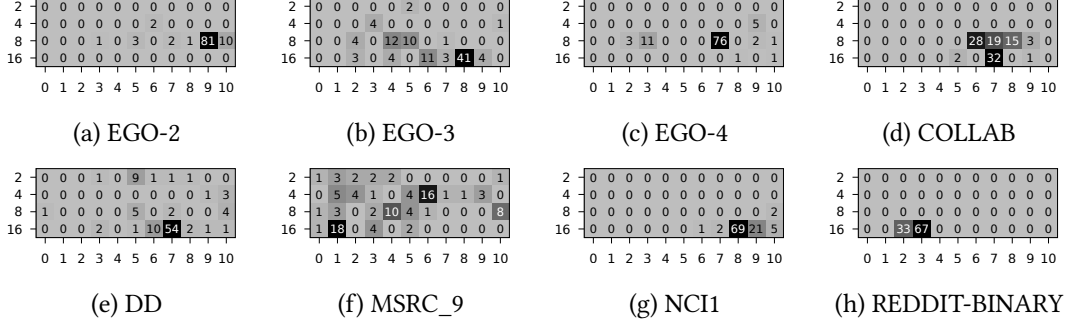 2 0 0 0 0 0 0 0 0 0 0 0
4 0 0 0 0 0 0 2 0 0 0 0
8 0 0 0 1 0 3 0 2 1 81 10
16 0 0 0 0 0 0 0 0 0 0 0
0 1 2 3 4 5 6 7 8 9 10
(a) EGO-2
2 0 0 0 0 0 2 0 0 0 0 0
4 0 0 0 4 0 0 0 0 0 0 1
8 0 0 4 0 12 10 0 0 0 0 0
16 0 0 3 0 4 0 11 3 41 4 0
0 1 2 3 4 5 6 7 8 9 10
(b) EGO-3
2 0 0 0 0 0 0 0 0 0 0 0
4 0 0 0 0 0 0 0 0 0 5 0
8 0 0 3 11 0 0 0 76 0 2 1
16 0 0 0 0 0 0 0 0 1 0 1
0 1 2 3 4 5 6 7 8 9 10
(c) EGO-4
2 0 0 0 0 0 0 0 0 0 0 0
4 0 0 0 0 0 0 0 0 0 0 0
8 0 0 0 0 0 0 28 19 15 3 0
16 0 0 0 0 0 2 0 32 0 1 0
0 1 2 3 4 5 6 7 8 9 10
(d) COLLAB
2 0 0 0 1 0 9 1 1 1 0 0
4 0 0 0 0 0 0 0 0 0 1 3
8 1 0 0 0 0 5 0 2 0 0 4
16 0 0 0 2 0 1 10 54 2 1 1
0 1 2 3 4 5 6 7 8 9 10
(e) DD
2 1 3 2 2 2 0 0 0 0 0 1
4 0 5 4 1 0 4 16 1 1 3 0
8 1 3 0 2 10 4 1 0 0 0 8
16 1 18 0 4 0 2 0 0 0 0 0
0 1 2 3 4 5 6 7 8 9 10
(f) MSRC_9
2 0 0 0 0 0 0 0 0 0 0 0
4 0 0 0 0 0 0 0 0 0 0 0
8 0 0 0 0 0 0 0 0 0 0 2
16 0 0 0 0 0 0 1 2 69 21 5
0 1 2 3 4 5 6 7 8 9 10
(g) NCI1
2 0 0 0 0 0 0 0 0 0 0 0
4 0 0 0 0 0 0 0 0 0 0 0
8 0 0 0 0 0 0 0 0 0 0 0
16 0 0 33 67 0 0 0 0 0 0 0
0 1 2 3 4 5 6 7 8 9 10
(h) REDDIT-BINARY